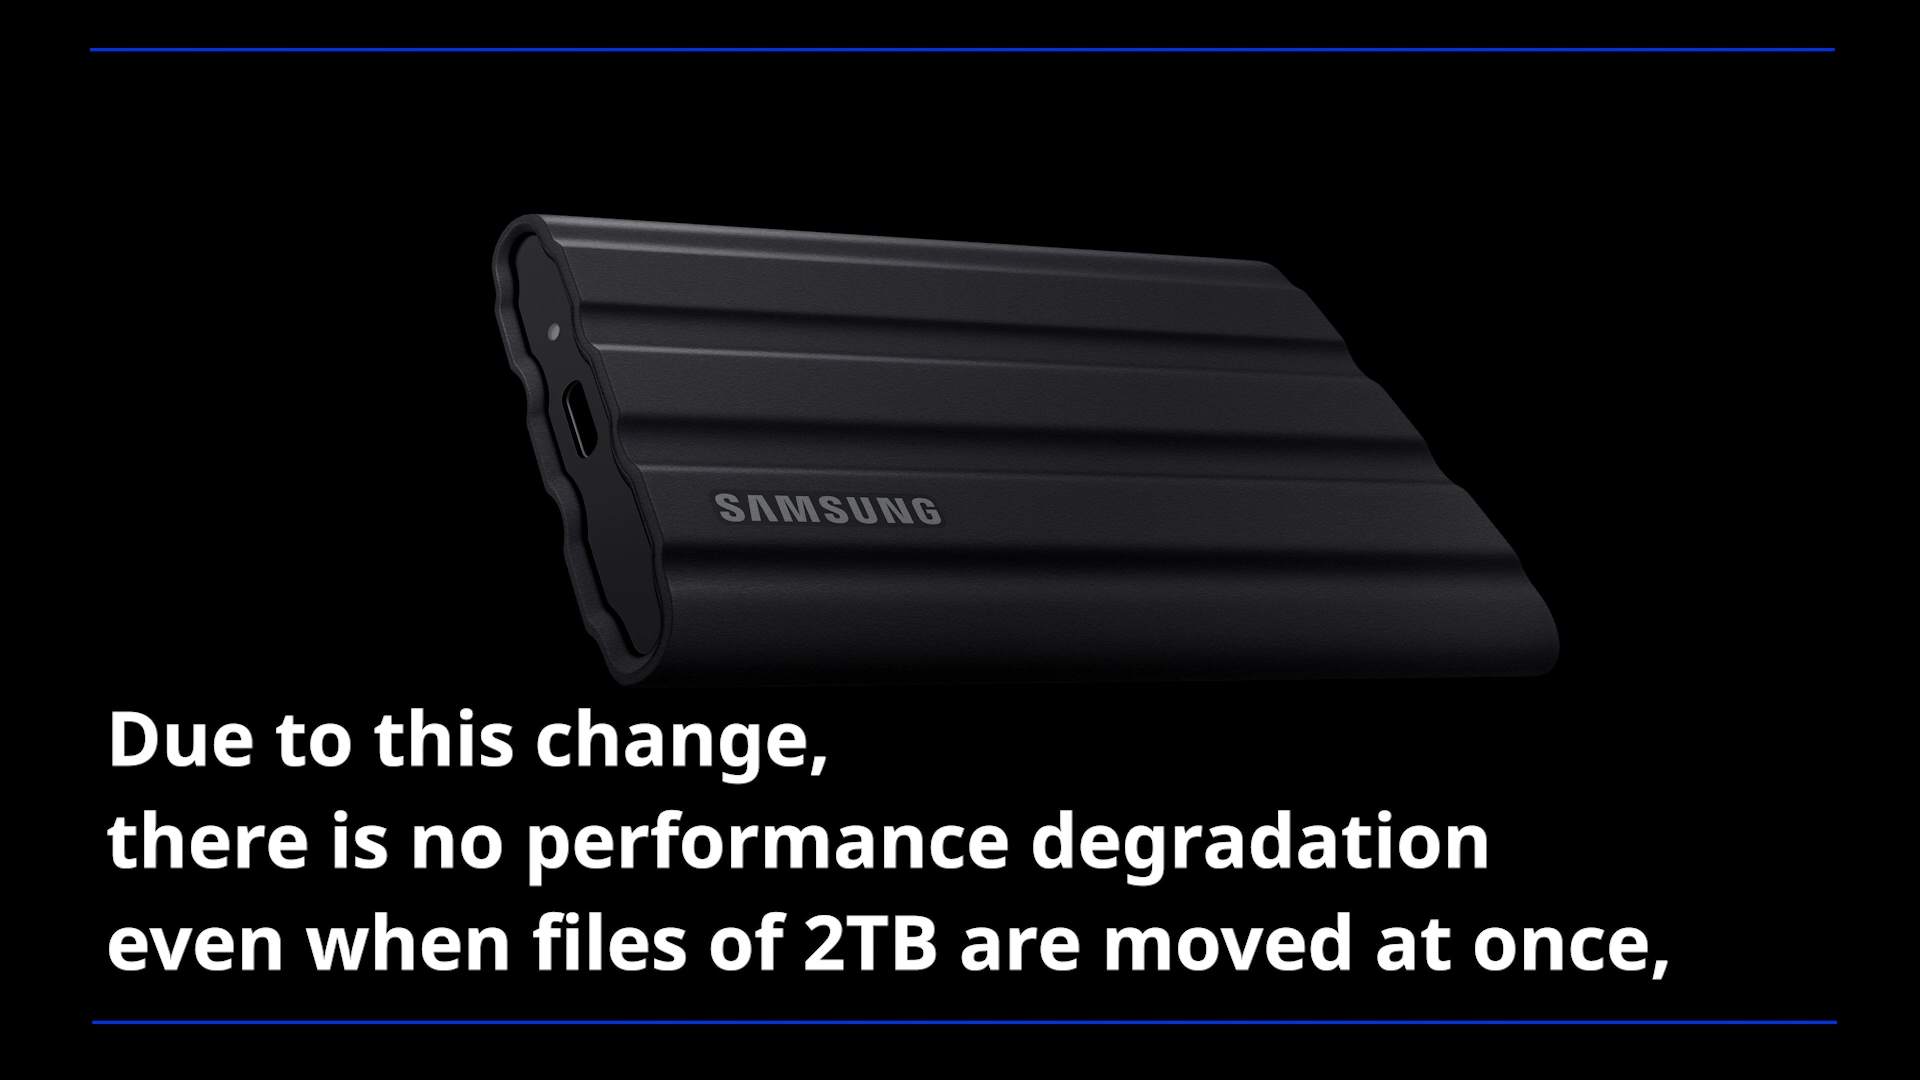 SAMSUNG
Due to this change,
there is no performance degradation
even when files of 2TB are moved at once,